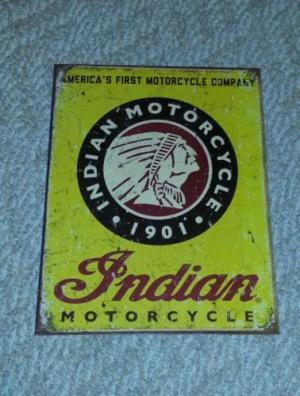 AMERICA'S FIRST MOTORCYCLE COMPANY
INDIAN MOTORCYCLE
• 1901 •
Indian®
MOTORCYCLE